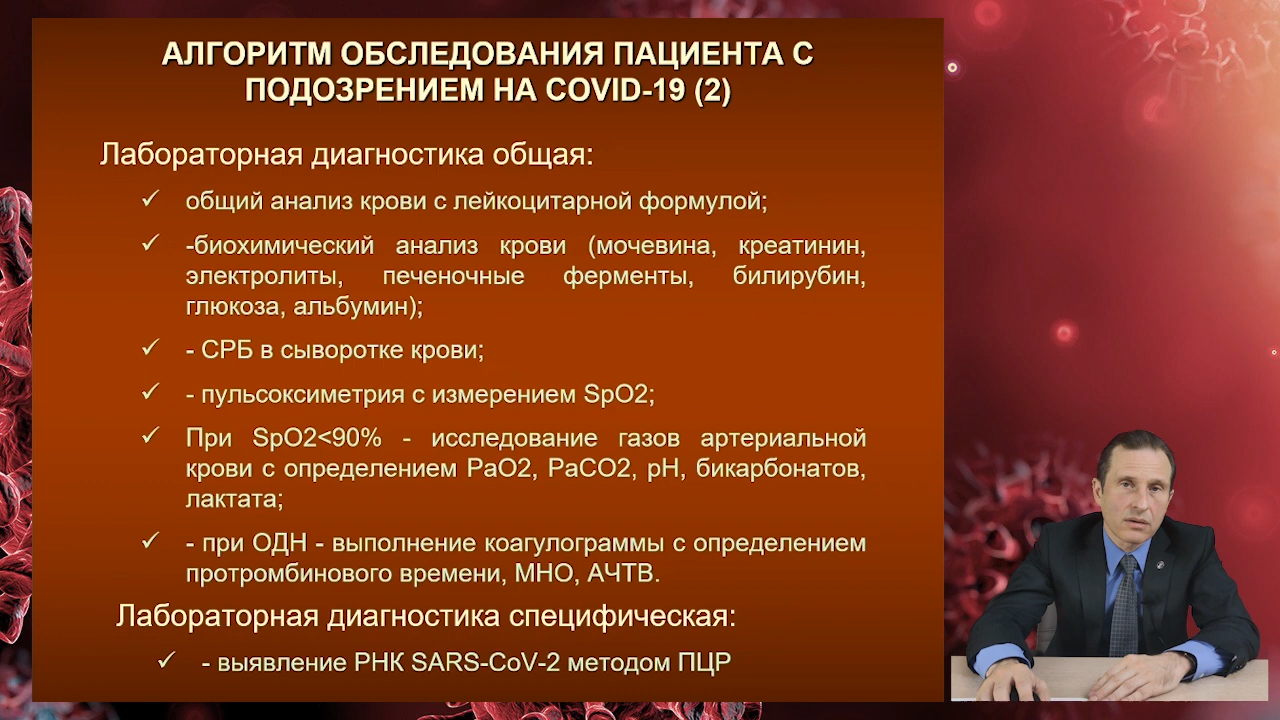 АЛГОРИТМ ОБСЛЕДОВАНИЯ ПАЦИЕНТА С
ПОДОЗРЕНИЕМ НА COVID-19 (2)
Лабораторная диагностика общая:
✓ общий анализ крови с лейкоцитарной формулой;
✓ -биохимический анализ крови (мочевина, креатинин,
электролиты, печеночные ферменты, билирубин,
глюкоза, альбумин);
✓ - СРБ в сыворотке крови;
✓ - пульсоксиметрия с измерением SpO2;
✓ При SpO2<90% - исследование газов артериальной
крови с определением PaO2, PaCO2, pH, бикарбонатов,
лактата;
✓ - при ОДН - выполнение коагулограммы с определением
протромбинового времени, МНО, АЧТВ.
Лабораторная диагностика специфическая:
✓ - выявление РНК SARS-CoV-2 методом ПЦР